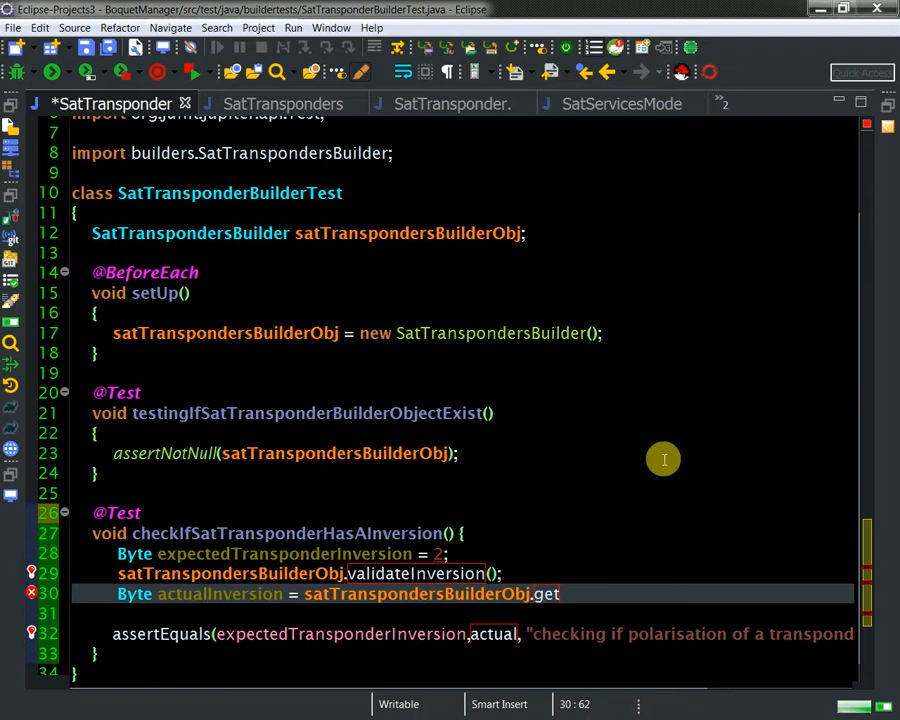 Eclipse-Projects3 - BoquetManager/src/test/java/buildertests/SatTransponderBuilderTest.java - Eclipse
File Edit Source Refactor Navigate Search Project Run Window Help
Quick Access
*SatTransponder SatTransponders SatTransponder. SatServicesMode »2
7
8 import builders.SatTranspondersBuilder;
9
10 class SatTransponderBuilderTest
11 {
12 SatTranspondersBuilder satTranspondersBuilderObj;
13
14 @BeforeEach
15 void setUp()
16 {
17 satTranspondersBuilderObj = new SatTranspondersBuilder();
18 }
19
20 @Test
21 void testingIfSatTransponderBuilderObjectExist()
22 {
23 assertNotNull(satTranspondersBuilderObj);
24 }
25
26 @Test
27 void checkIfSatTransponderHasAInversion() {
28 Byte expectedTransponderInversion = 2;
29 satTranspondersBuilderObj.validateInversion();
30 Byte actualInversion = satTranspondersBuilderObj.get
31
32 assertEquals(expectedTransponderInversion,actual, "checking if polarisation of a transpond
33 }
34 }
Writable Smart Insert 30 : 62